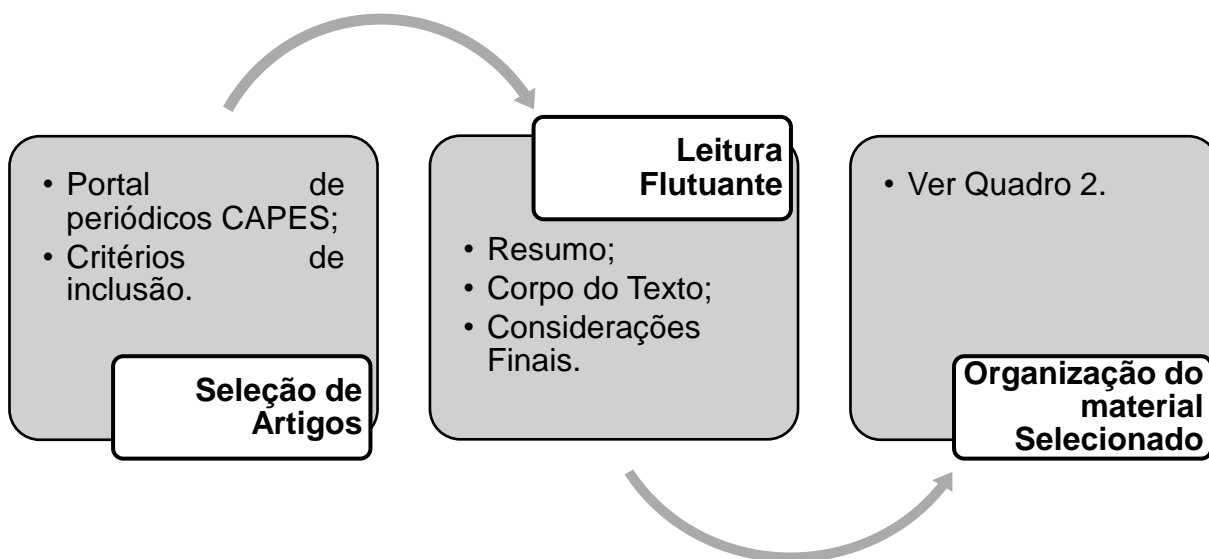 • Portal de
periódicos CAPES;
• Critérios de
inclusão.
Seleção de
Artigos
Leitura
Flutuante
• Resumo;
• Corpo do Texto;
• Considerações
Finais.
• Ver Quadro 2.
Organização do
material
Selecionado